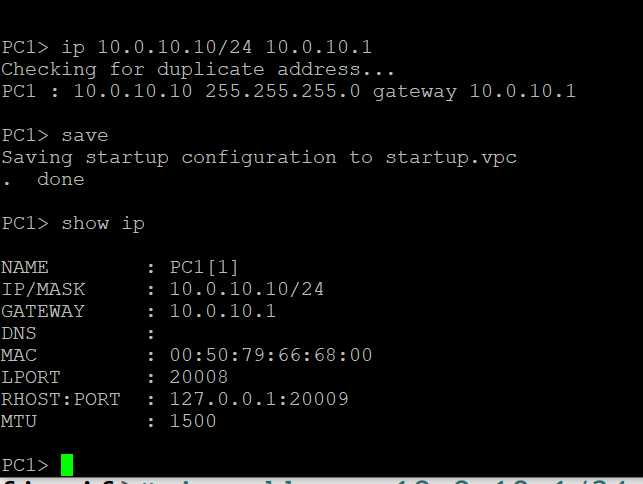 PC1> ip 10.0.10.10/24 10.0.10.1
Checking for duplicate address...
PC1 : 10.0.10.10 255.255.255.0 gateway 10.0.10.1
PC1> save
Saving startup configuration to startup.vpc
.  done
PC1> show ip
NAME        : PC1[1]
IP/MASK     : 10.0.10.10/24
GATEWAY     : 10.0.10.1
DNS         :
MAC         : 00:50:79:66:68:00
LPORT       : 20008
RHOST:PORT  : 127.0.0.1:20009
MTU         : 1500
PC1>